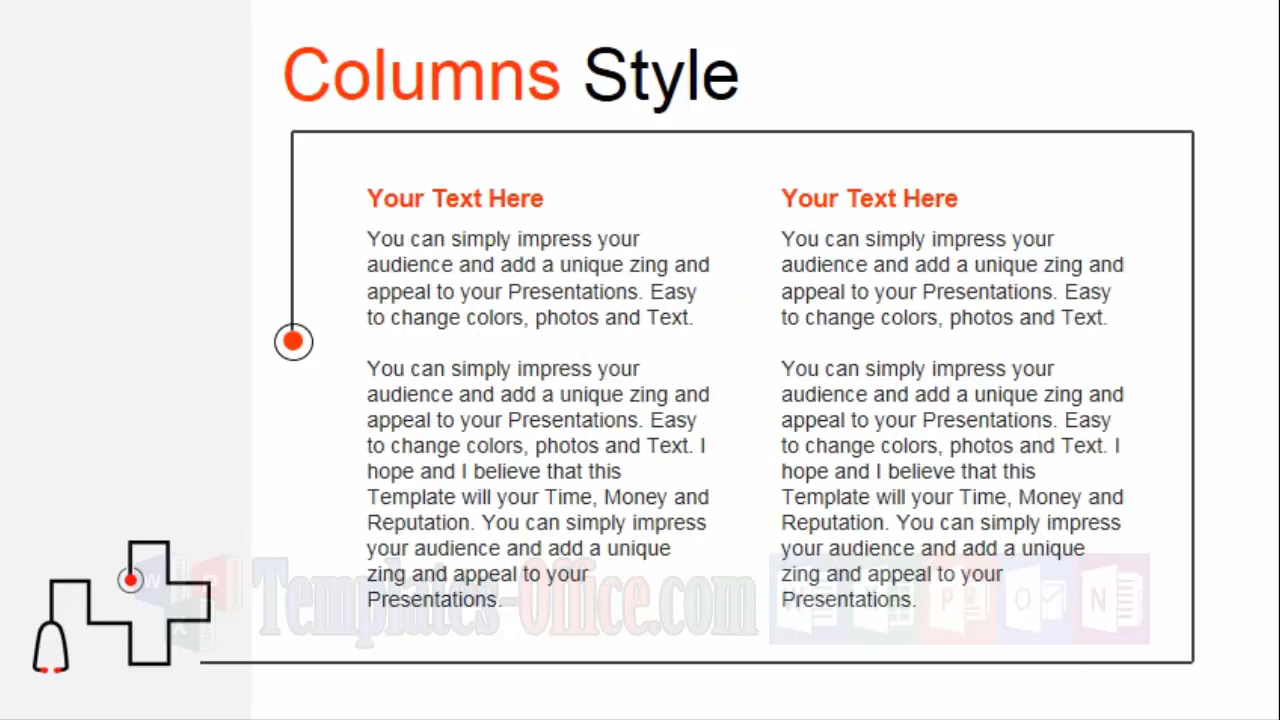 Columns Style
Your Text Here
You can simply impress your
audience and add a unique zing and
appeal to your Presentations. Easy
to change colors, photos and Text.
You can simply impress your
audience and add a unique zing and
appeal to your Presentations. Easy
to change colors, photos and Text. I
hope and I believe that this
Template will your Time, Money and
Reputation. You can simply impress
your audience and add a unique
zing and appeal to your
Presentations.
Your Text Here
You can simply impress your
audience and add a unique zing and
appeal to your Presentations. Easy
to change colors, photos and Text.
You can simply impress your
audience and add a unique zing and
appeal to your Presentations. Easy
to change colors, photos and Text. I
hope and I believe that this
Template will your Time, Money and
Reputation. You can simply impress
your audience and add a unique
zing and appeal to your
Presentations.
Templates-Office.com